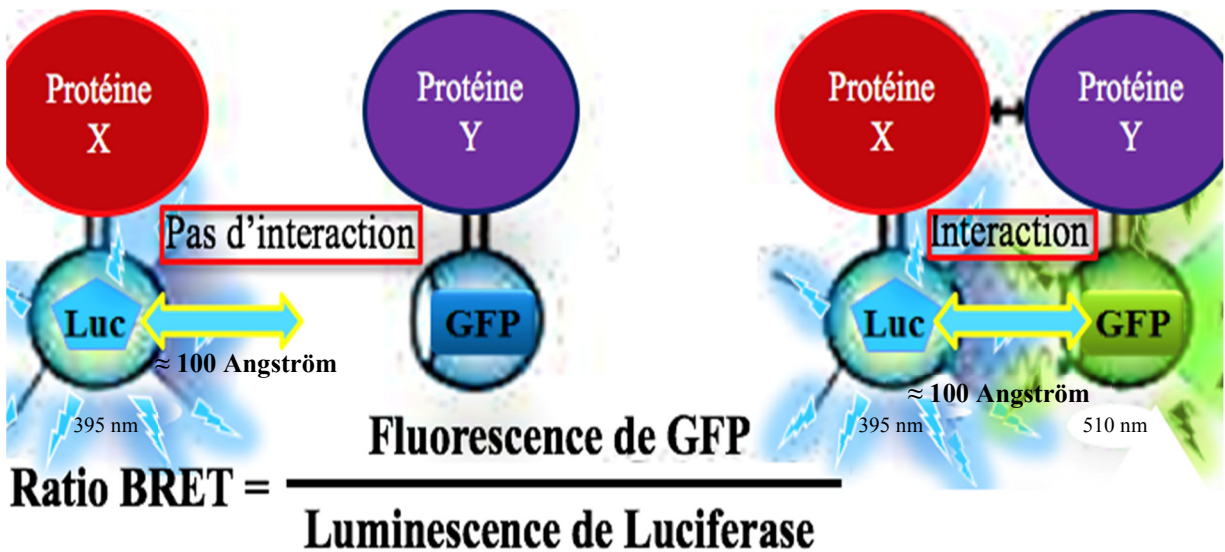 Protéine
X
Protéine
Y
Pas d'interaction
Luc
GFP
≈ 100 Angström
395 nm
Protéine
X
Protéine
Y
Interaction
Luc
GFP
≈ 100 Angström
395 nm
510 nm
Ratio BRET =
Fluorescence de GFP
Luminescence de Luciferase